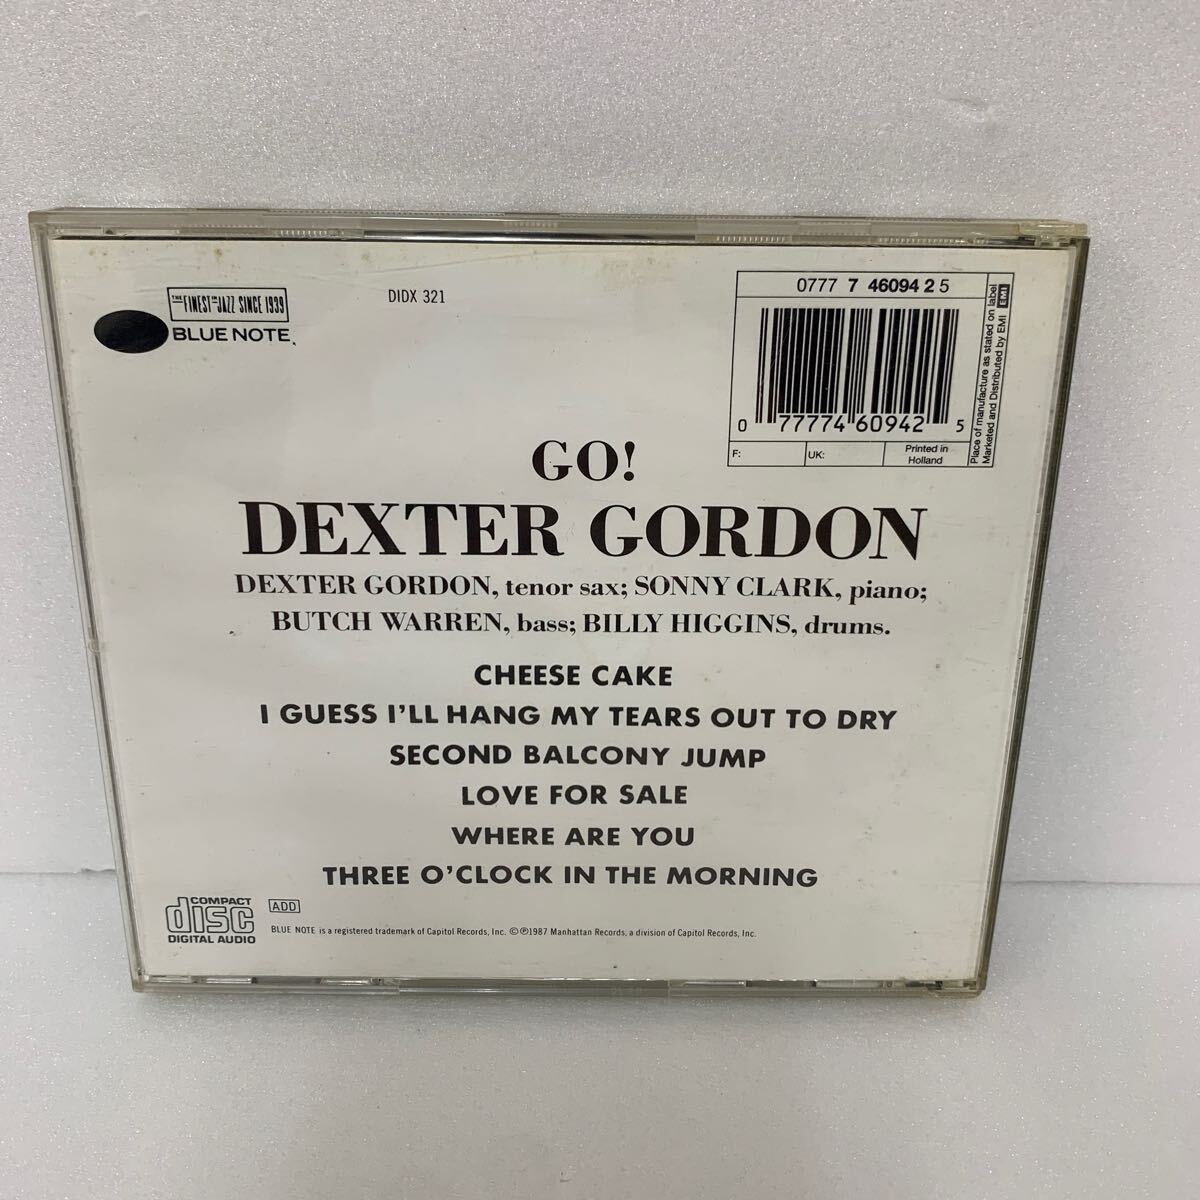 THE FINEST IN JAZZ SINCE 1939
BLUE NOTE
DIDX 321
0777 7 46094 2 5
0 77774 60942 5
F:
UK:
Printed in
Holland
Place of manufacture as stated on label
Marketed and Distributed by EMI EMI
GO!
DEXTER GORDON
DEXTER GORDON, tenor sax; SONNY CLARK, piano;
BUTCH WARREN, bass; BILLY HIGGINS, drums.
CHEESE CAKE
I GUESS I'LL HANG MY TEARS OUT TO DRY
SECOND BALCONY JUMP
LOVE FOR SALE
WHERE ARE YOU
THREE O'CLOCK IN THE MORNING
COMPACT
disc
DIGITAL AUDIO
ADD
BLUE NOTE is a registered trademark of Capitol Records, Inc. ©℗1987 Manhattan Records, a division of Capitol Records, Inc.